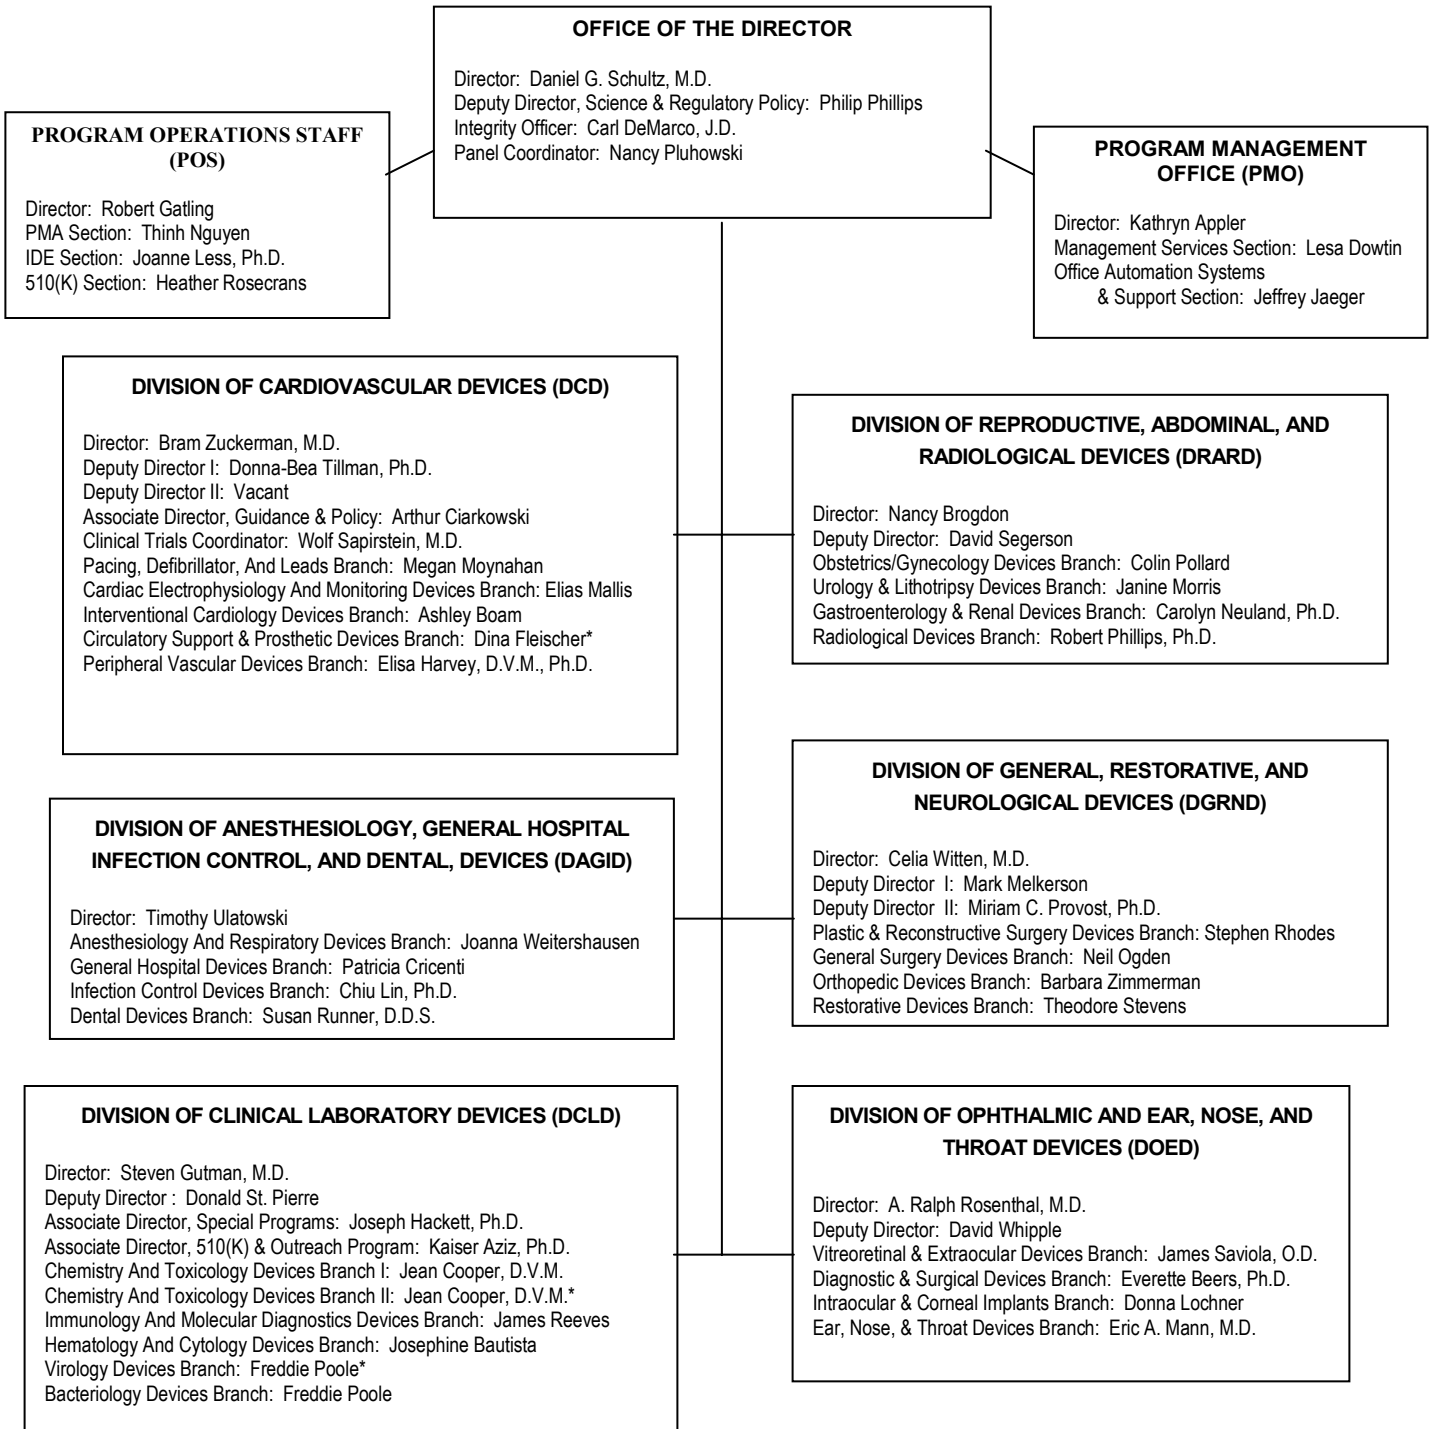 OFFICE OF THE DIRECTOR
Director: Daniel G. Schultz, M.D.
Deputy Director, Science & Regulatory Policy: Philip Phillips
Integrity Officer: Carl DeMarco, J.D.
Panel Coordinator: Nancy Pluhowski
PROGRAM OPERATIONS STAFF
(POS)
Director: Robert Gatling
PMA Section: Thinh Nguyen
IDE Section: Joanne Less, Ph.D.
510(K) Section: Heather Rosecrans
PROGRAM MANAGEMENT
OFFICE (PMO)
Director: Kathryn Appler
Management Services Section: Lesa Dowtin
Office Automation Systems
& Support Section: Jeffrey Jaeger
DIVISION OF CARDIOVASCULAR DEVICES (DCD)
Director: Bram Zuckerman, M.D.
Deputy Director I: Donna-Bea Tillman, Ph.D.
Deputy Director II: Vacant
Associate Director, Guidance & Policy: Arthur Ciarkowski
Clinical Trials Coordinator: Wolf Sapirstein, M.D.
Pacing, Defibrillator, And Leads Branch: Megan Moynahan
Cardiac Electrophysiology And Monitoring Devices Branch: Elias Mallis
Interventional Cardiology Devices Branch: Ashley Boam
Circulatory Support & Prosthetic Devices Branch: Dina Fleischer*
Peripheral Vascular Devices Branch: Elisa Harvey, D.V.M., Ph.D.
DIVISION OF REPRODUCTIVE, ABDOMINAL, AND
RADIOLOGICAL DEVICES (DRARD)
Director: Nancy Brogdon
Deputy Director: David Segerson
Obstetrics/Gynecology Devices Branch: Colin Pollard
Urology & Lithotripsy Devices Branch: Janine Morris
Gastroenterology & Renal Devices Branch: Carolyn Neuland, Ph.D.
Radiological Devices Branch: Robert Phillips, Ph.D.
DIVISION OF ANESTHESIOLOGY, GENERAL HOSPITAL
INFECTION CONTROL, AND DENTAL, DEVICES (DAGID)
Director: Timothy Ulatowski
Anesthesiology And Respiratory Devices Branch: Joanna Weitershausen
General Hospital Devices Branch: Patricia Cricenti
Infection Control Devices Branch: Chiu Lin, Ph.D.
Dental Devices Branch: Susan Runner, D.D.S.
DIVISION OF GENERAL, RESTORATIVE, AND
NEUROLOGICAL DEVICES (DGRND)
Director: Celia Witten, M.D.
Deputy Director I: Mark Melkerson
Deputy Director II: Miriam C. Provost, Ph.D.
Plastic & Reconstructive Surgery Devices Branch: Stephen Rhodes
General Surgery Devices Branch: Neil Ogden
Orthopedic Devices Branch: Barbara Zimmerman
Restorative Devices Branch: Theodore Stevens
DIVISION OF CLINICAL LABORATORY DEVICES (DCLD)
Director: Steven Gutman, M.D.
Deputy Director : Donald St. Pierre
Associate Director, Special Programs: Joseph Hackett, Ph.D.
Associate Director, 510(K) & Outreach Program: Kaiser Aziz, Ph.D.
Chemistry And Toxicology Devices Branch I: Jean Cooper, D.V.M.
Chemistry And Toxicology Devices Branch II: Jean Cooper, D.V.M.*
Immunology And Molecular Diagnostics Devices Branch: James Reeves
Hematology And Cytology Devices Branch: Josephine Bautista
Virology Devices Branch: Freddie Poole*
Bacteriology Devices Branch: Freddie Poole
DIVISION OF OPHTHALMIC AND EAR, NOSE, AND
THROAT DEVICES (DOED)
Director: A. Ralph Rosenthal, M.D.
Deputy Director: David Whipple
Vitreoretinal & Extraocular Devices Branch: James Saviola, O.D.
Diagnostic & Surgical Devices Branch: Everette Beers, Ph.D.
Intraocular & Corneal Implants Branch: Donna Lochner
Ear, Nose, & Throat Devices Branch: Eric A. Mann, M.D.